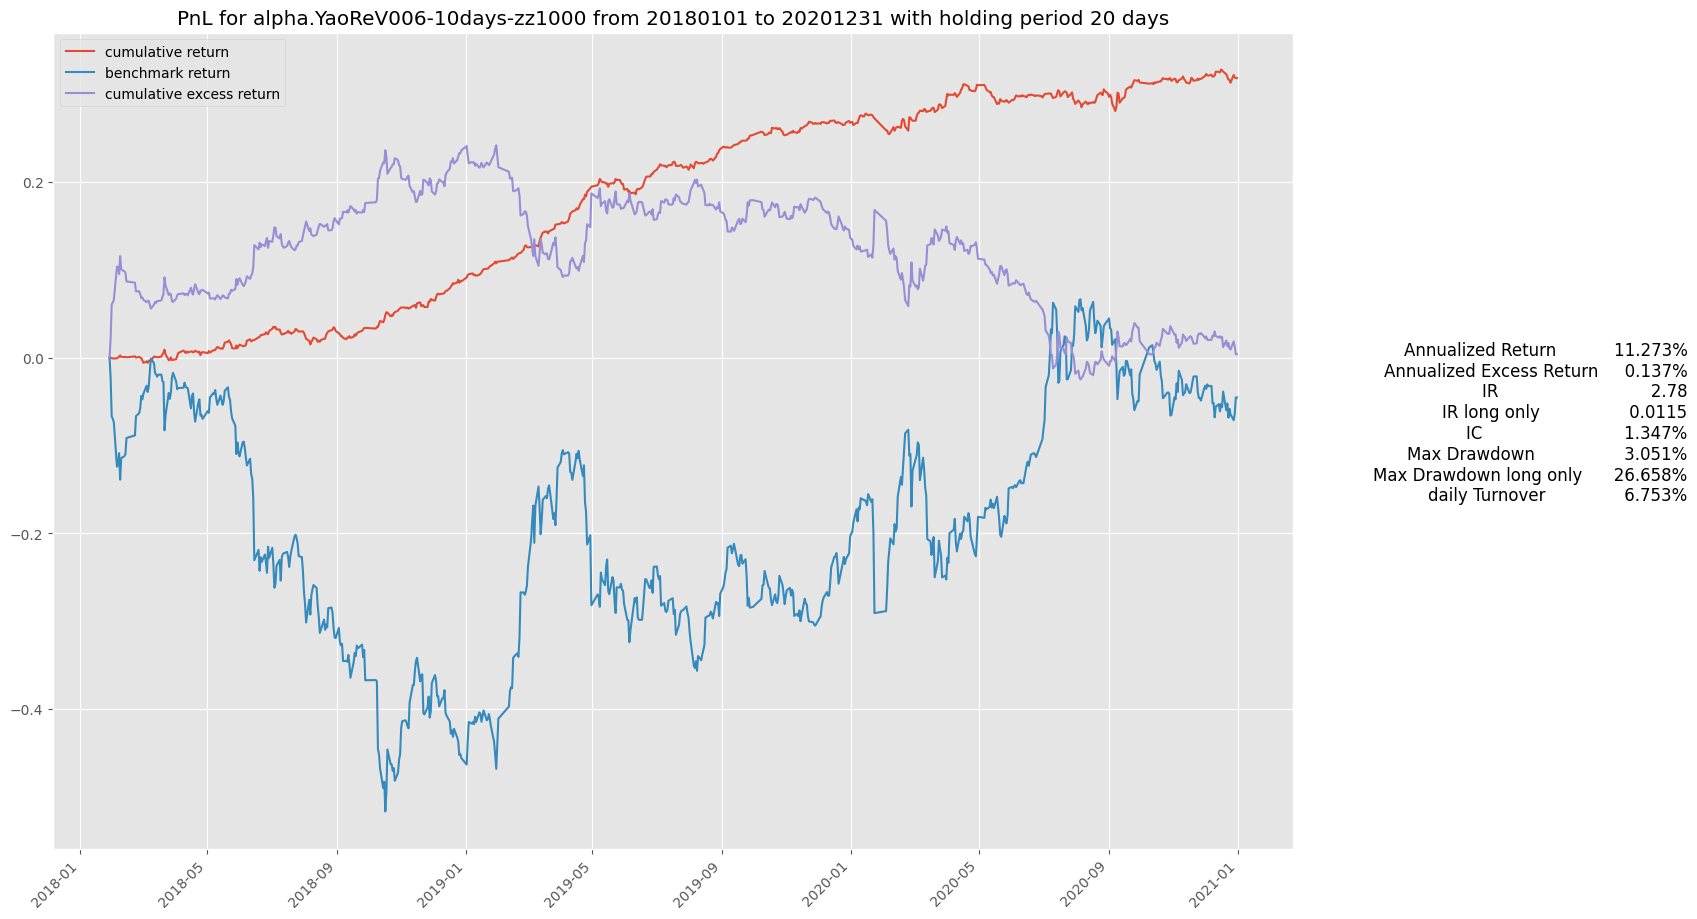 PnL for alpha.YaoReV006-10days-zz1000 from 20180101 to 20201231 with holding period 20 days
cumulative return
benchmark return
cumulative excess return
0.2
0.0
−0.2
−0.4
2018-01
2018-05
2018-09
2019-01
2019-05
2019-09
2020-01
2020-05
2020-09
2021-01
Annualized Return 11.273%
Annualized Excess Return 0.137%
IR 2.78
IR long only 0.0115
IC 1.347%
Max Drawdown 3.051%
Max Drawdown long only 26.658%
daily Turnover 6.753%